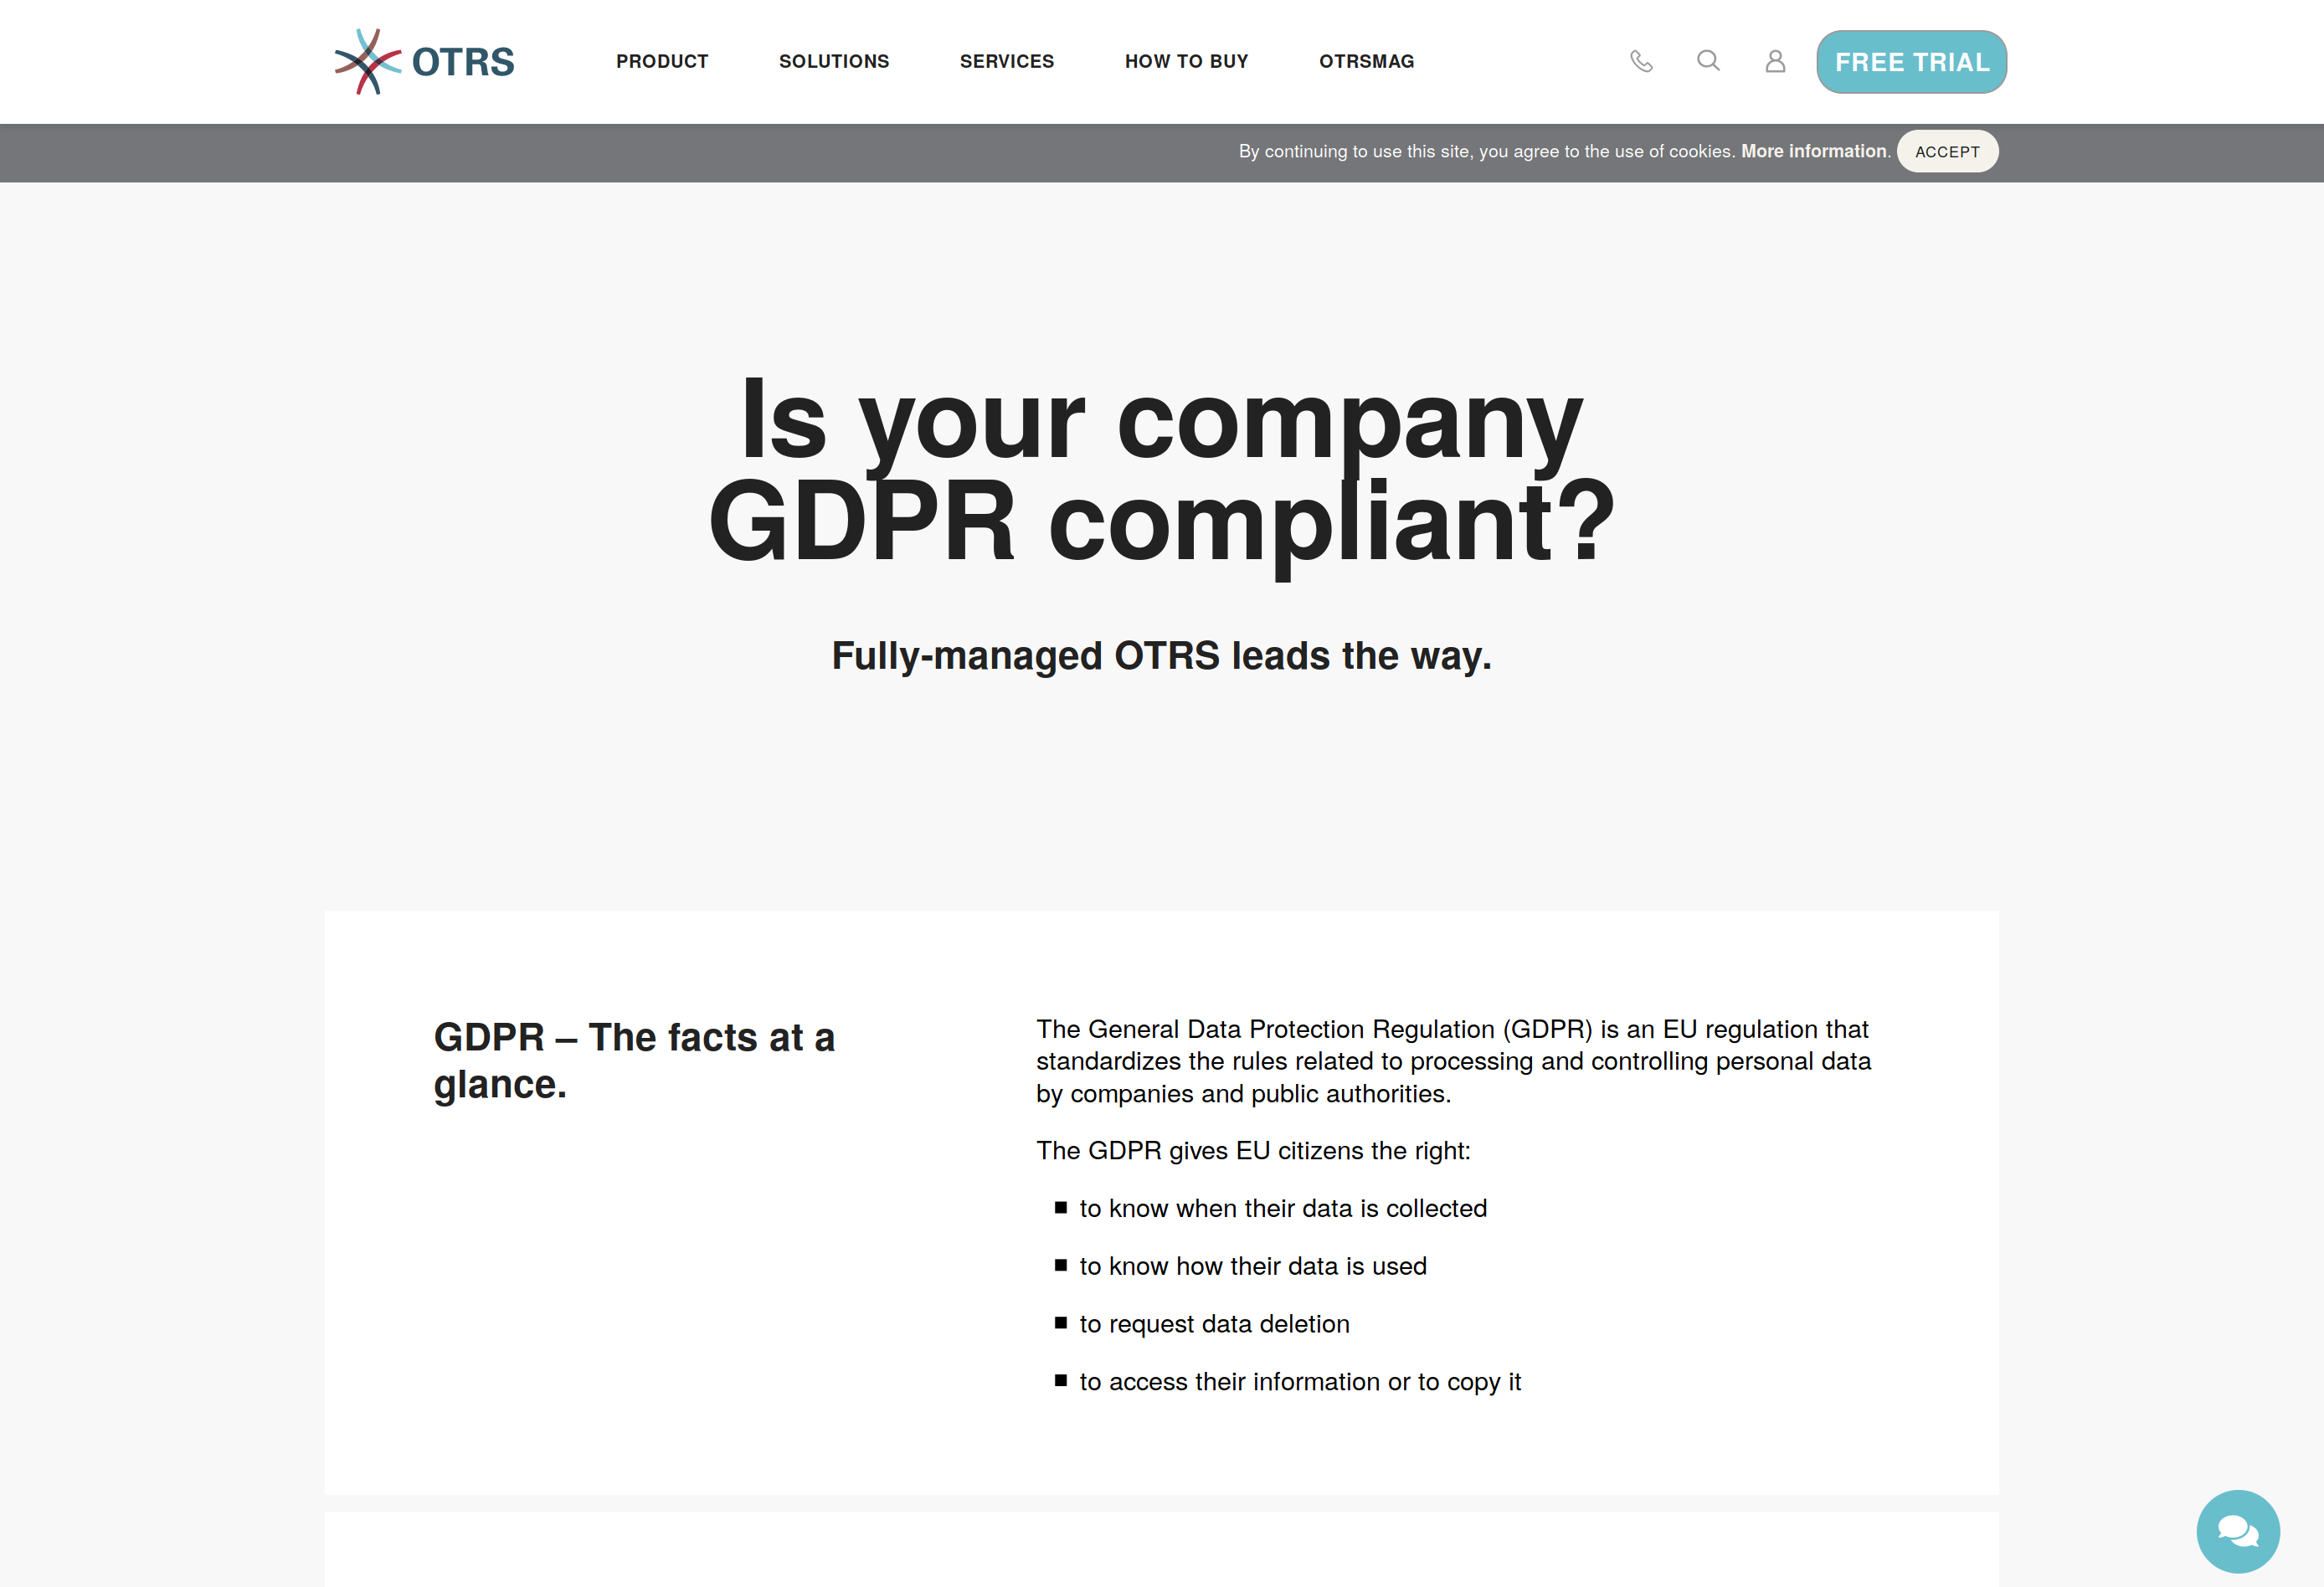 OTRS
PRODUCT
SOLUTIONS
SERVICES
HOW TO BUY
OTRSMAG
FREE TRIAL
By continuing to use this site, you agree to the use of cookies. More information.
ACCEPT
Is your company
GDPR compliant?
Fully-managed OTRS leads the way.
GDPR – The facts at a
glance.
The General Data Protection Regulation (GDPR) is an EU regulation that
standardizes the rules related to processing and controlling personal data
by companies and public authorities.
The GDPR gives EU citizens the right:
■ to know when their data is collected
■ to know how their data is used
■ to request data deletion
■ to access their information or to copy it